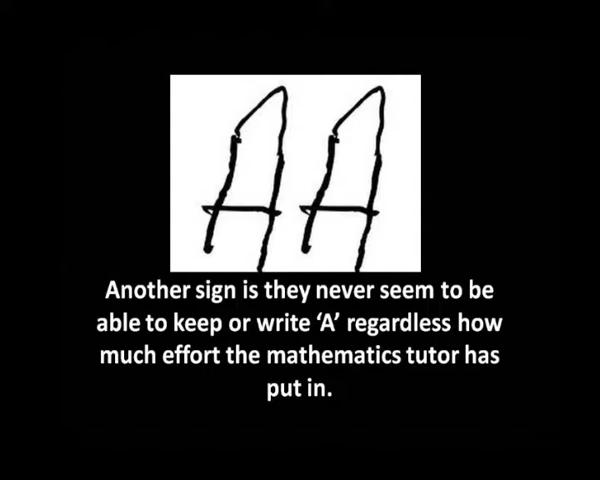 AA
Another sign is they never seem to be
able to keep or write ‘A’ regardless how
much effort the mathematics tutor has
put in.